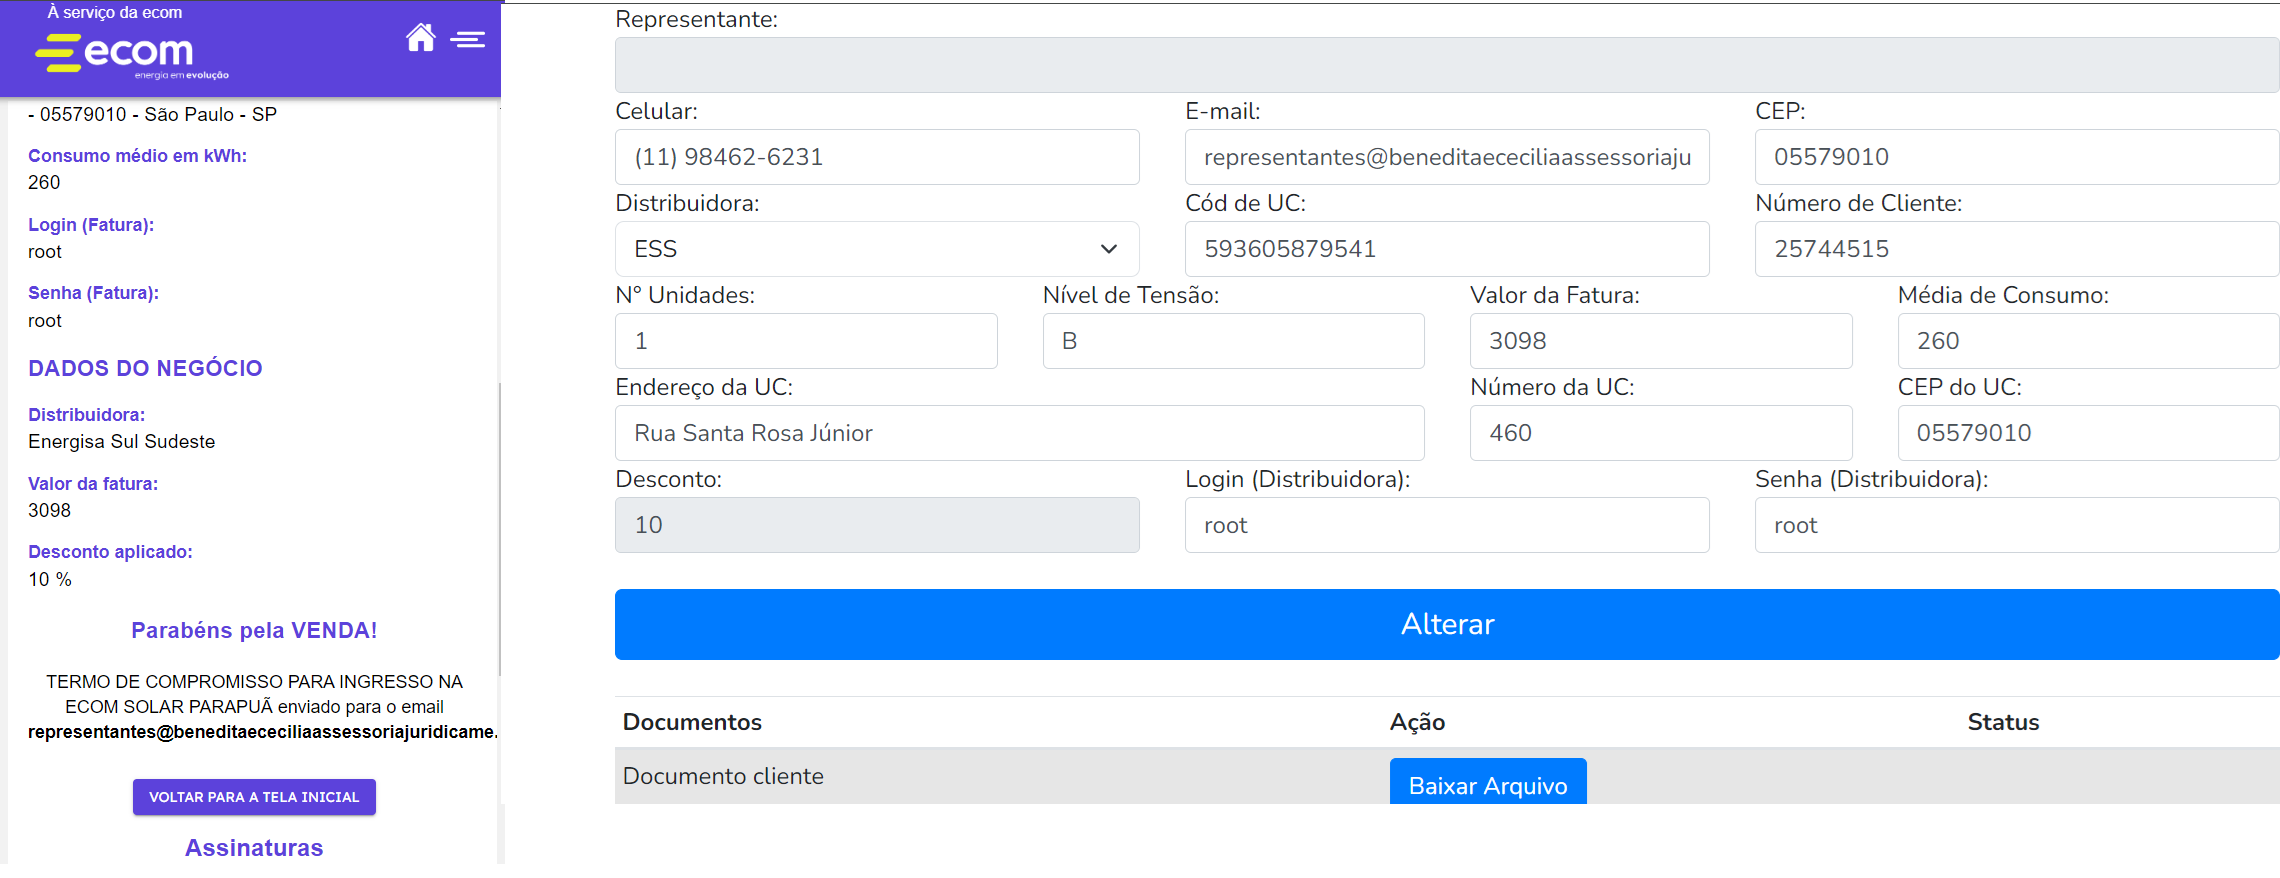 À serviço da ecom
ecom
energia em evolução
- 05579010 - São Paulo - SP
Consumo médio em kWh:
260
Login (Fatura):
root
Senha (Fatura):
root
DADOS DO NEGÓCIO
Distribuidora:
Energisa Sul Sudeste
Valor da fatura:
3098
Desconto aplicado:
10 %
Parabéns pela VENDA!
TERMO DE COMPROMISSO PARA INGRESSO NA
ECOM SOLAR PARAPUÃ enviado para o email
representantes@beneditaececiliaassessoriajuridicame.
VOLTAR PARA A TELA INICIAL
Assinaturas
Representante:
Celular: E-mail: CEP:
(11) 98462-6231 representantes@beneditaececiliaassessoriaju 05579010
Distribuidora: Cód de UC: Número de Cliente:
ESS 593605879541 25744515
Nº Unidades: Nível de Tensão: Valor da Fatura: Média de Consumo:
1 B 3098 260
Endereço da UC: Número da UC: CEP do UC:
Rua Santa Rosa Júnior 460 05579010
Desconto: Login (Distribuidora): Senha (Distribuidora):
10 root root
Alterar
Documentos Ação Status
Documento cliente Baixar Arquivo